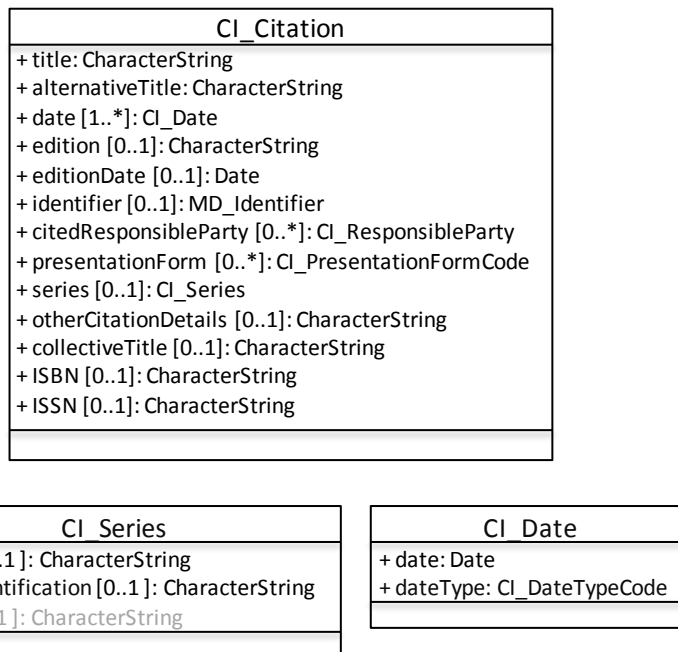 CI_Citation
+ title: CharacterString
+ alternativeTitle: CharacterString
+ date [1..*]: CI_Date
+ edition [0..1]: CharacterString
+ editionDate [0..1]: Date
+ identifier [0..1]: MD_Identifier
+ citedResponsibleParty [0..*]: CI_ResponsibleParty
+ presentationForm [0..*]: CI_PresentationFormCode
+ series [0..1]: CI_Series
+ otherCitationDetails [0..1]: CharacterString
+ collectiveTitle [0..1]: CharacterString
+ ISBN [0..1]: CharacterString
+ ISSN [0..1]: CharacterString
CI_Series
.1 ]: CharacterString
ntification [0..1 ]: CharacterString
1 ]: CharacterString
CI_Date
+ date: Date
+ dateType: CI_DateTypeCode